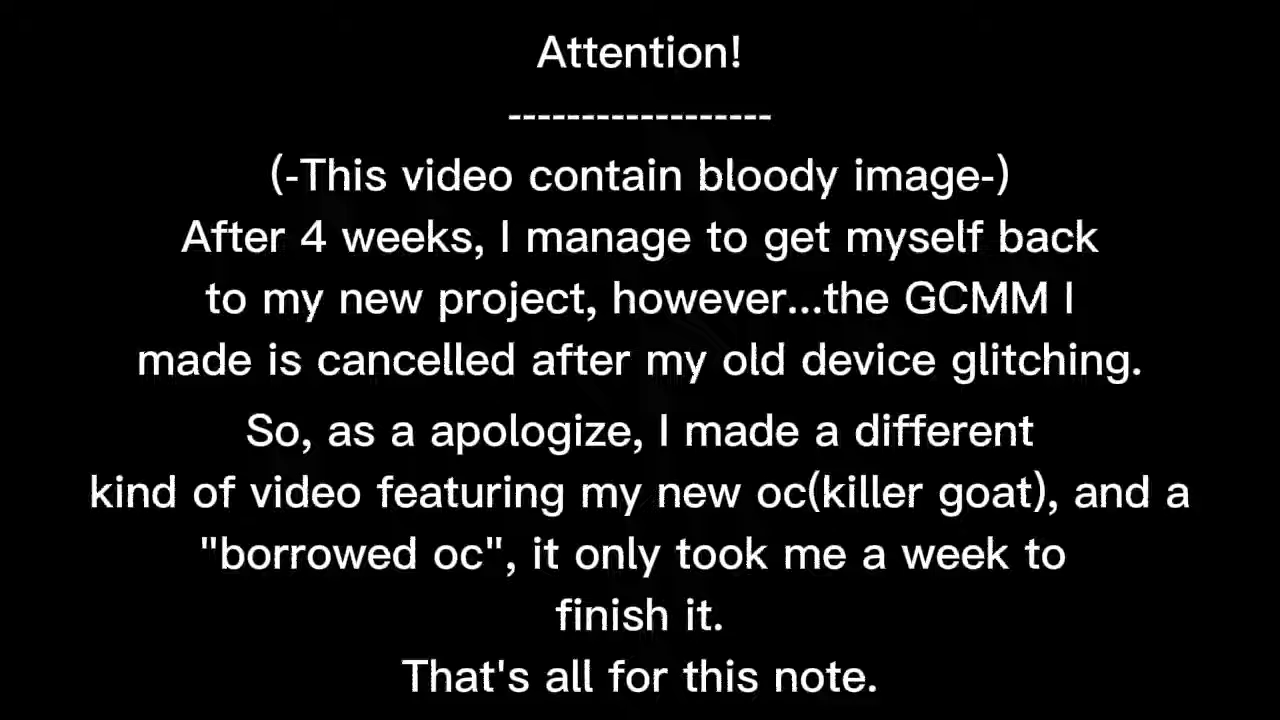 Attention!
------------------
(-This video contain bloody image-)
After 4 weeks, I manage to get myself back
to my new project, however...the GCMM I
made is cancelled after my old device glitching.
So, as a apologize, I made a different
kind of video featuring my new oc(killer goat), and a
"borrowed oc", it only took me a week to
finish it.
That's all for this note.